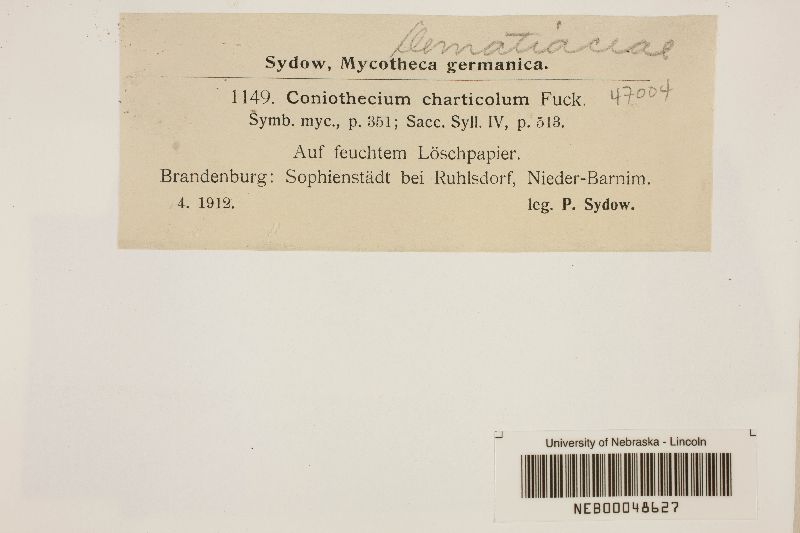 Dematiaceae
Sydow, Mycotheca germanica.
1149. Coniothecium charticolum Fuck. 47004
Symb. myc., p. 351; Sacc. Syll. IV, p. 513.
Auf feuchtem Löschpapier.
Brandenburg: Sophienstädt bei Ruhlsdorf, Nieder-Barnim.
4. 1912. leg. P. Sydow.
University of Nebraska - Lincoln
NEB00048627